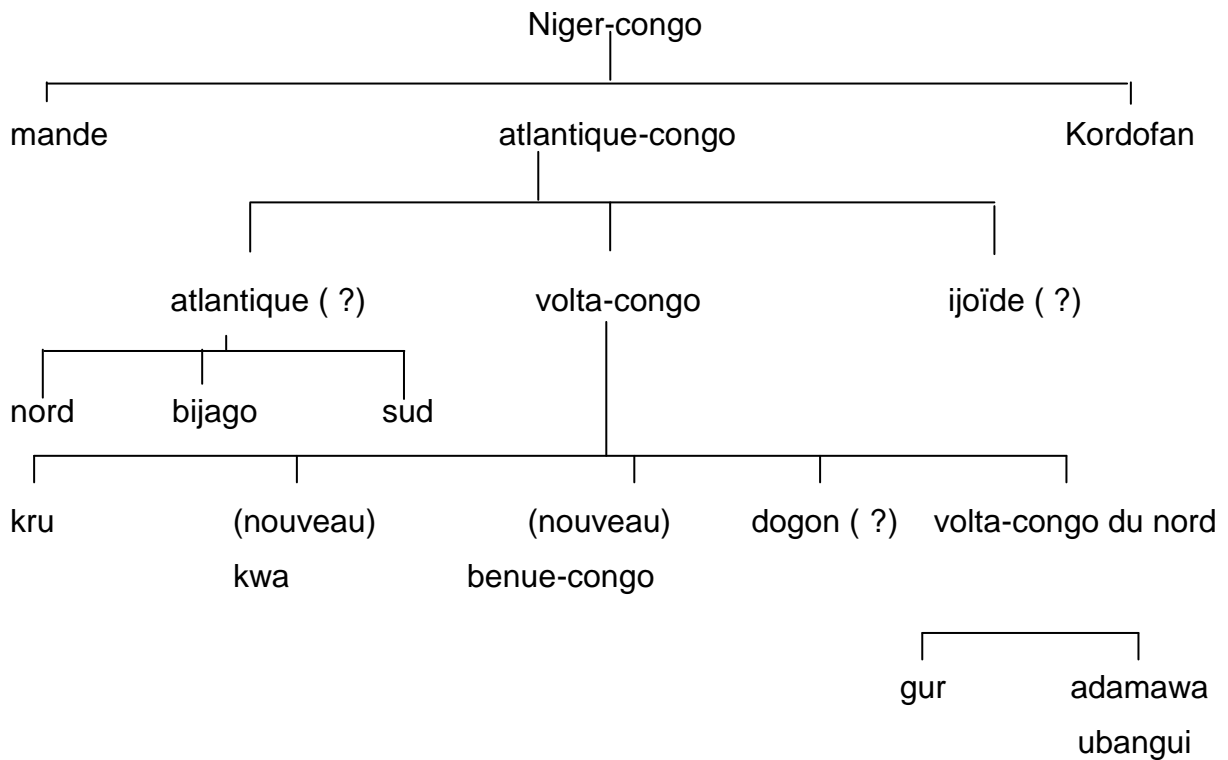 Niger-congo
mande atlantique-congo Kordofan
atlantique ( ?) volta-congo ijoïde ( ?)
nord bijago sud
kru (nouveau) (nouveau) dogon ( ?) volta-congo du nord
kwa benue-congo
gur adamawa
ubangui